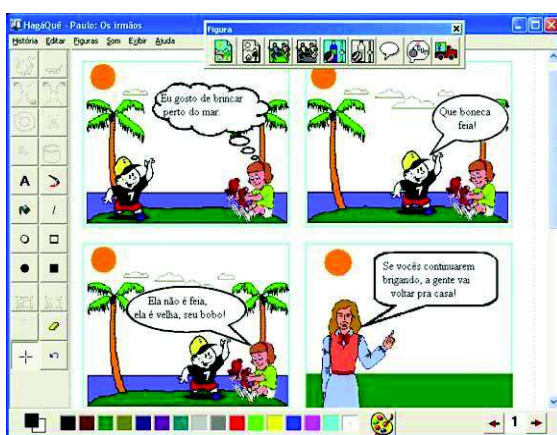 HagáQuê - Paulo: Os irmãos
História Editar Figuras Som Exibir Ajuda
Figura
Eu gosto de brincar
perto do mar.
Que boneca
feia!
Ela não é feia,
ela é velha, seu bobo!
Se vocês continuarem
brigando, a gente vai
voltar pra casa!
A
7
7
7
1